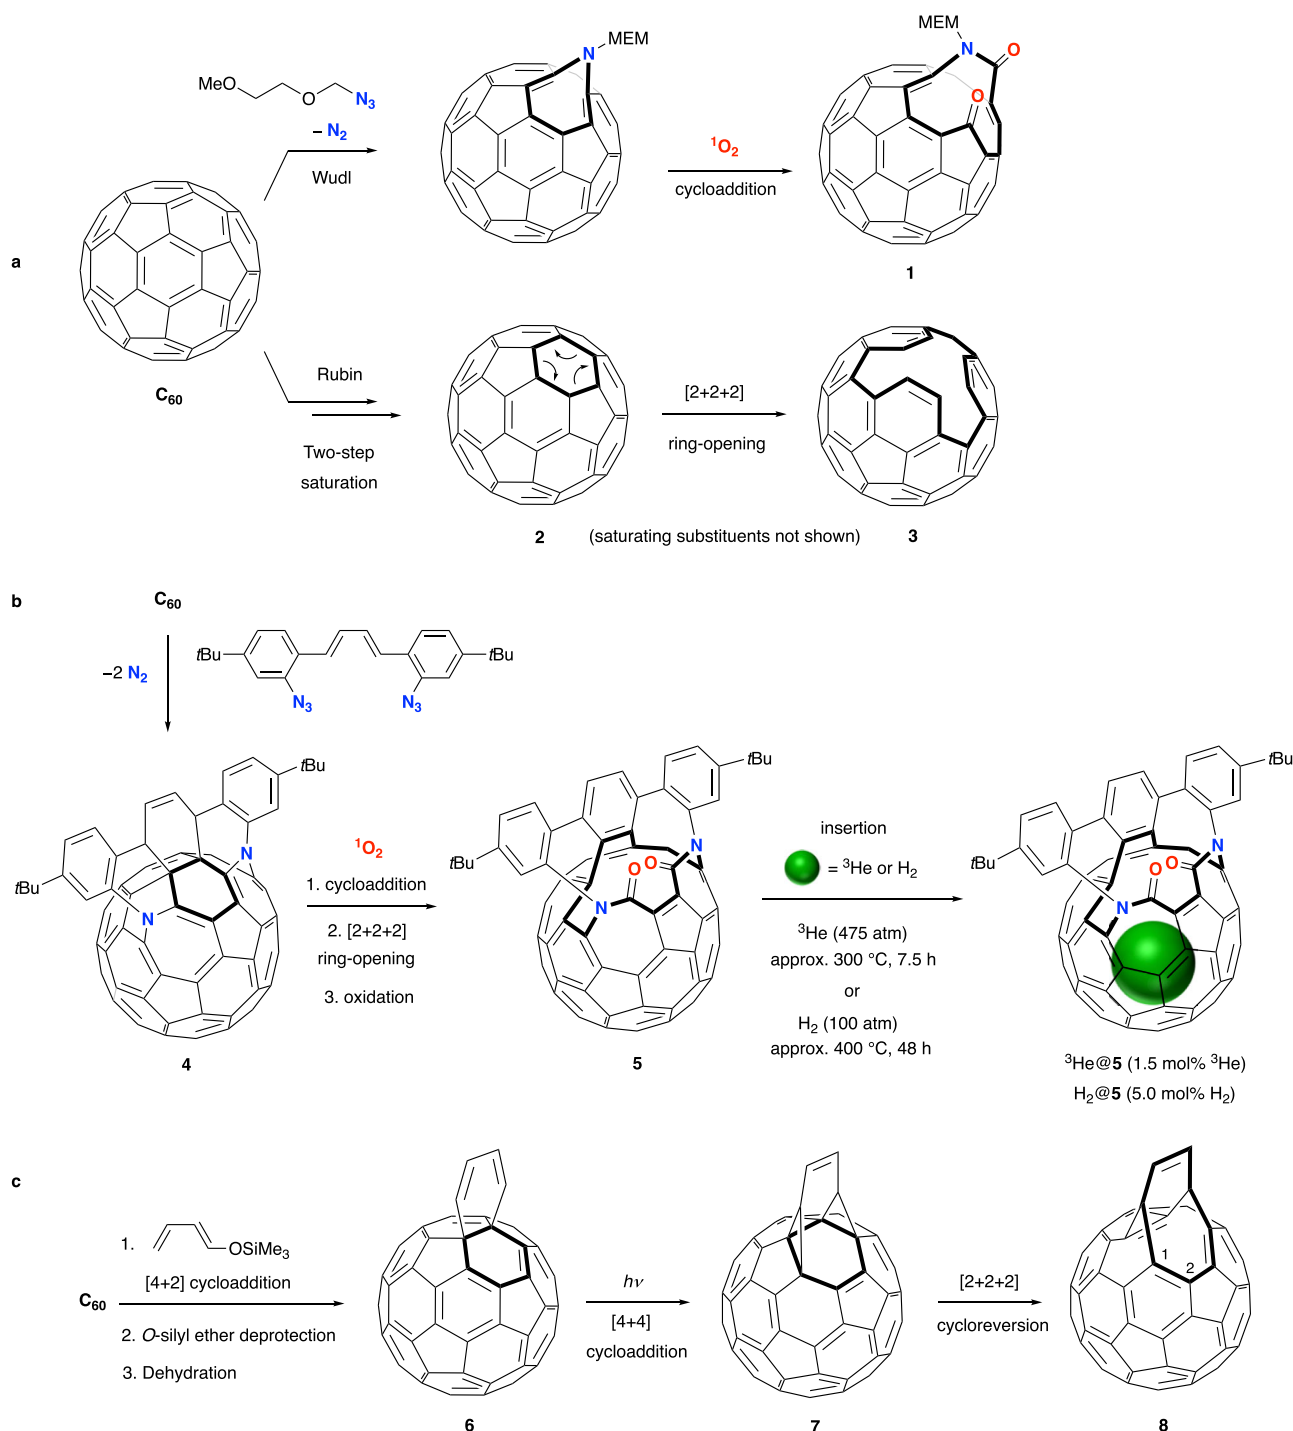 MeO
O
N3
– N2
Wudl
N
MEM
1O2
cycloaddition
MEM
N
O
O
1
a
C60
Rubin
Two-step
saturation
[2+2+2]
ring-opening
2
(saturating substituents not shown)
3
b
C60
–2 N2
tBu
tBu
N3
N3
tBu
tBu
N
N
4
1O2
1. cycloaddition
2. [2+2+2]
ring-opening
3. oxidation
tBu
tBu
N
O
O
N
5
insertion
= 3He or H2
3He (475 atm)
approx. 300 °C, 7.5 h
or
H2 (100 atm)
approx. 400 °C, 48 h
tBu
tBu
N
O
O
N
3He@5 (1.5 mol% 3He)
H2@5 (5.0 mol% H2)
c
1.
OSiMe3
[4+2] cycloaddition
C60
2. O-silyl ether deprotection
3. Dehydration
6
hν
[4+4]
cycloaddition
7
[2+2+2]
cycloreversion
1
2
8